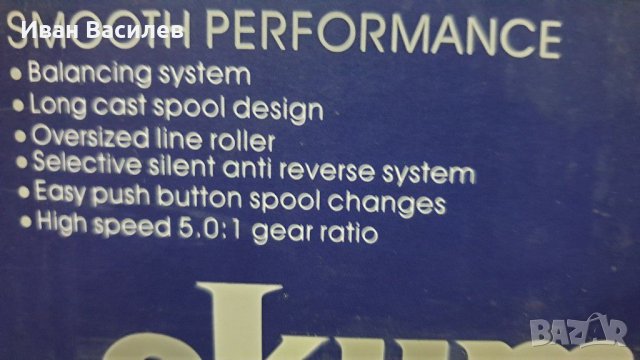 Иван Василев
SMOOTH PERFORMANCE
• Balancing system
• Long cast spool design
• Oversized line roller
• Selective silent anti reverse system
• Easy push button spool changes
• High speed 5.0:1 gear ratio
BAZAR